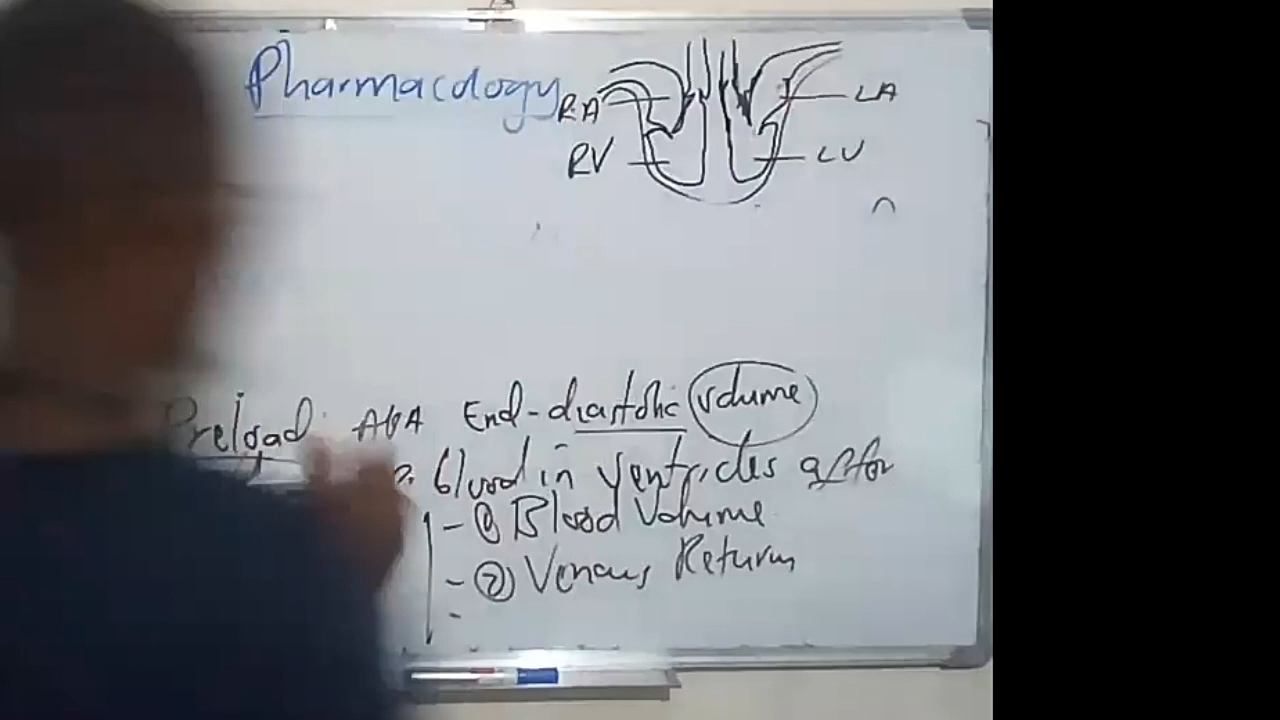 Pharmacology
RA
LA
RV
LV
Preload: AKA End-diastolic volume
blood in ventricles after
- ① Blood Volume
- ② Venous Return
-